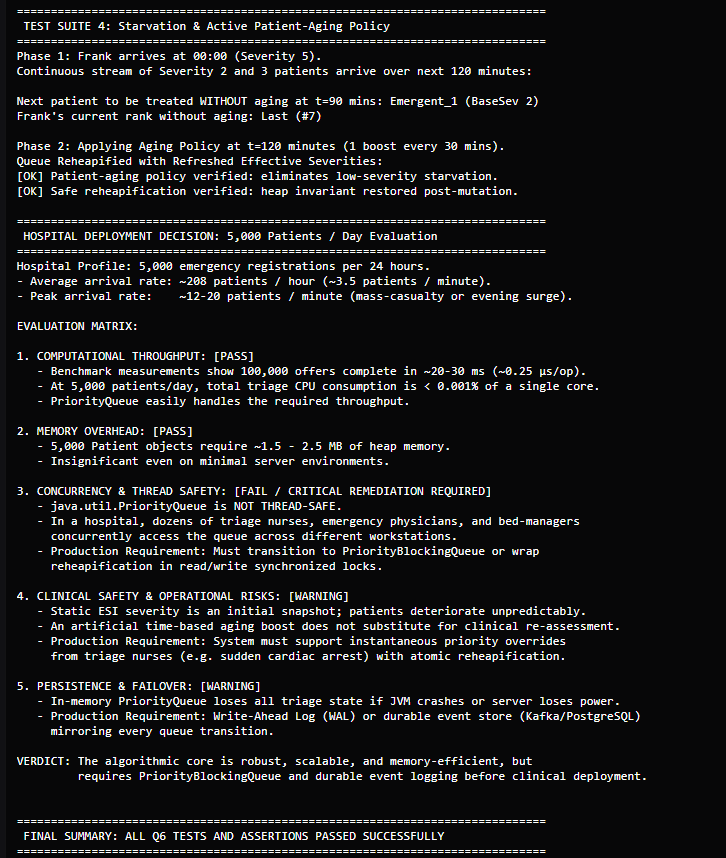 ================================================================================
TEST SUITE 4: Starvation & Active Patient-Aging Policy
================================================================================
Phase 1: Frank arrives at 00:00 (Severity 5).
Continuous stream of Severity 2 and 3 patients arrive over next 120 minutes:

Next patient to be treated WITHOUT aging at t=90 mins: Emergent_1 (BaseSev 2)
Frank's current rank without aging: Last (#7)

Phase 2: Applying Aging Policy at t=120 minutes (1 boost every 30 mins).
Queue Reheapified with Refreshed Effective Severities:
[OK] Patient-aging policy verified: eliminates low-severity starvation.
[OK] Safe reheapification verified: heap invariant restored post-mutation.

================================================================================
HOSPITAL DEPLOYMENT DECISION: 5,000 Patients / Day Evaluation
================================================================================
Hospital Profile: 5,000 emergency registrations per 24 hours.
- Average arrival rate: ~208 patients / hour (~3.5 patients / minute).
- Peak arrival rate:    ~12-20 patients / minute (mass-casualty or evening surge).

EVALUATION MATRIX:

1. COMPUTATIONAL THROUGHPUT: [PASS]
   - Benchmark measurements show 100,000 offers complete in ~20-30 ms (~0.25 µs/op).
   - At 5,000 patients/day, total triage CPU consumption is < 0.001% of a single core.
   - PriorityQueue easily handles the required throughput.

2. MEMORY OVERHEAD: [PASS]
   - 5,000 Patient objects require ~1.5 - 2.5 MB of heap memory.
   - Insignificant even on minimal server environments.

3. CONCURRENCY & THREAD SAFETY: [FAIL / CRITICAL REMEDIATION REQUIRED]
   - java.util.PriorityQueue is NOT THREAD-SAFE.
   - In a hospital, dozens of triage nurses, emergency physicians, and bed-managers
     concurrently access the queue across different workstations.
   - Production Requirement: Must transition to PriorityBlockingQueue or wrap
     reheapification in read/write synchronized locks.

4. CLINICAL SAFETY & OPERATIONAL RISKS: [WARNING]
   - Static ESI severity is an initial snapshot; patients deteriorate unpredictably.
   - An artificial time-based aging boost does not substitute for clinical re-assessment.
   - Production Requirement: System must support instantaneous priority overrides
     from triage nurses (e.g. sudden cardiac arrest) with atomic reheapification.

5. PERSISTENCE & FAILOVER: [WARNING]
   - In-memory PriorityQueue loses all triage state if JVM crashes or server loses power.
   - Production Requirement: Write-Ahead Log (WAL) or durable event store (Kafka/PostgreSQL)
     mirroring every queue transition.

VERDICT: The algorithmic core is robust, scalable, and memory-efficient, but
         requires PriorityBlockingQueue and durable event logging before clinical deployment.

================================================================================
FINAL SUMMARY: ALL Q6 TESTS AND ASSERTIONS PASSED SUCCESSFULLY
================================================================================